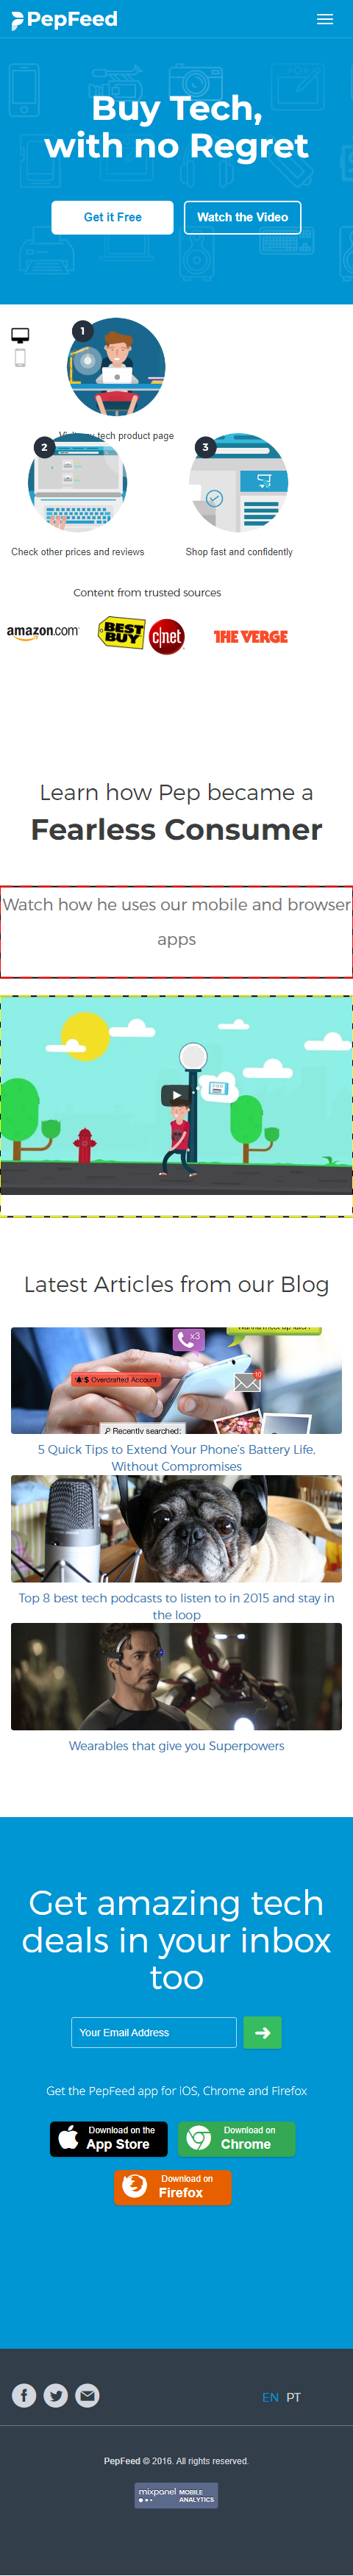 PepFeed
Buy Tech,
with no Regret
Get it Free
Watch the Video
1
tech product page
2
3
Check other prices and reviews
Shop fast and confidently
Content from trusted sources
amazon.com
BEST
BUY
c|net
THE VERGE
Learn how Pep became a
Fearless Consumer
Watch how he uses our mobile and browser
apps
Latest Articles from our Blog
x3
Overdrafted Account
10
Recently searched:
5 Quick Tips to Extend Your Phone's Battery Life,
Without Compromises
Top 8 best tech podcasts to listen to in 2015 and stay in
the loop
Wearables that give you Superpowers
Get amazing tech
deals in your inbox
too
Your Email Address
Get the PepFeed app for iOS, Chrome and Firefox
Download on the
App Store
Download on
Chrome
Download on
Firefox
EN PT
PepFeed © 2016. All rights reserved.
mixpanel MOBILE
ANALYTICS